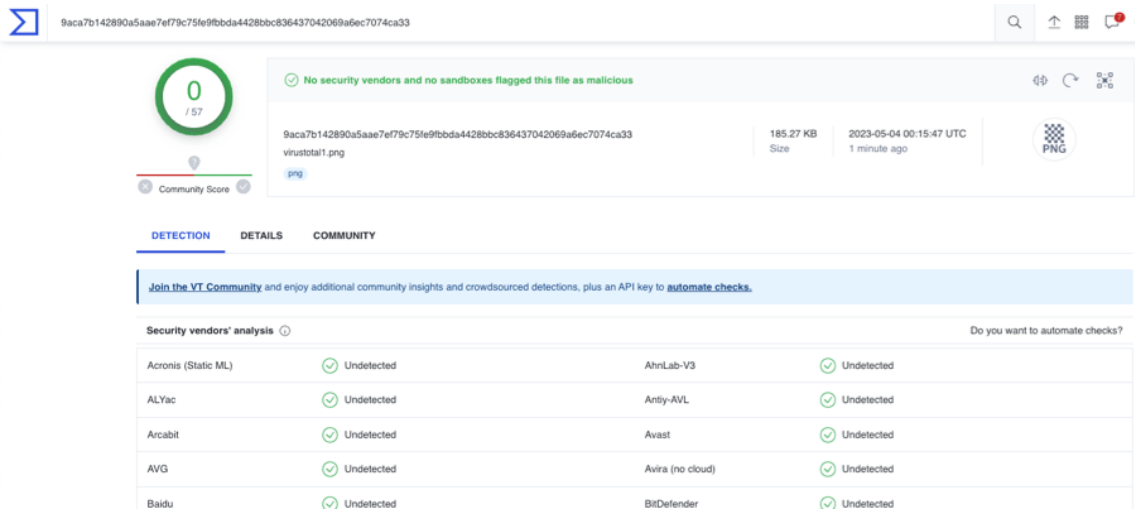 9aca7b142890a5aae7ef79c75fe9fbbda4428bbc836437042069a6ec7074ca33
7
0
/ 57
No security vendors and no sandboxes flagged this file as malicious
9aca7b142890a5aae7ef79c75fe9fbbda4428bbc836437042069a6ec7074ca33
virustotal1.png
png
185.27 KB
Size
2023-05-04 00:15:47 UTC
1 minute ago
PNG
?
Community Score
DETECTION DETAILS COMMUNITY
Join the VT Community and enjoy additional community insights and crowdsourced detections, plus an API key to automate checks.
Security vendors' analysis Do you want to automate checks?
Acronis (Static ML) Undetected AhnLab-V3 Undetected
ALYac Undetected Antiy-AVL Undetected
Arcabit Undetected Avast Undetected
AVG Undetected Avira (no cloud) Undetected
Baidu Undetected BitDefender Undetected